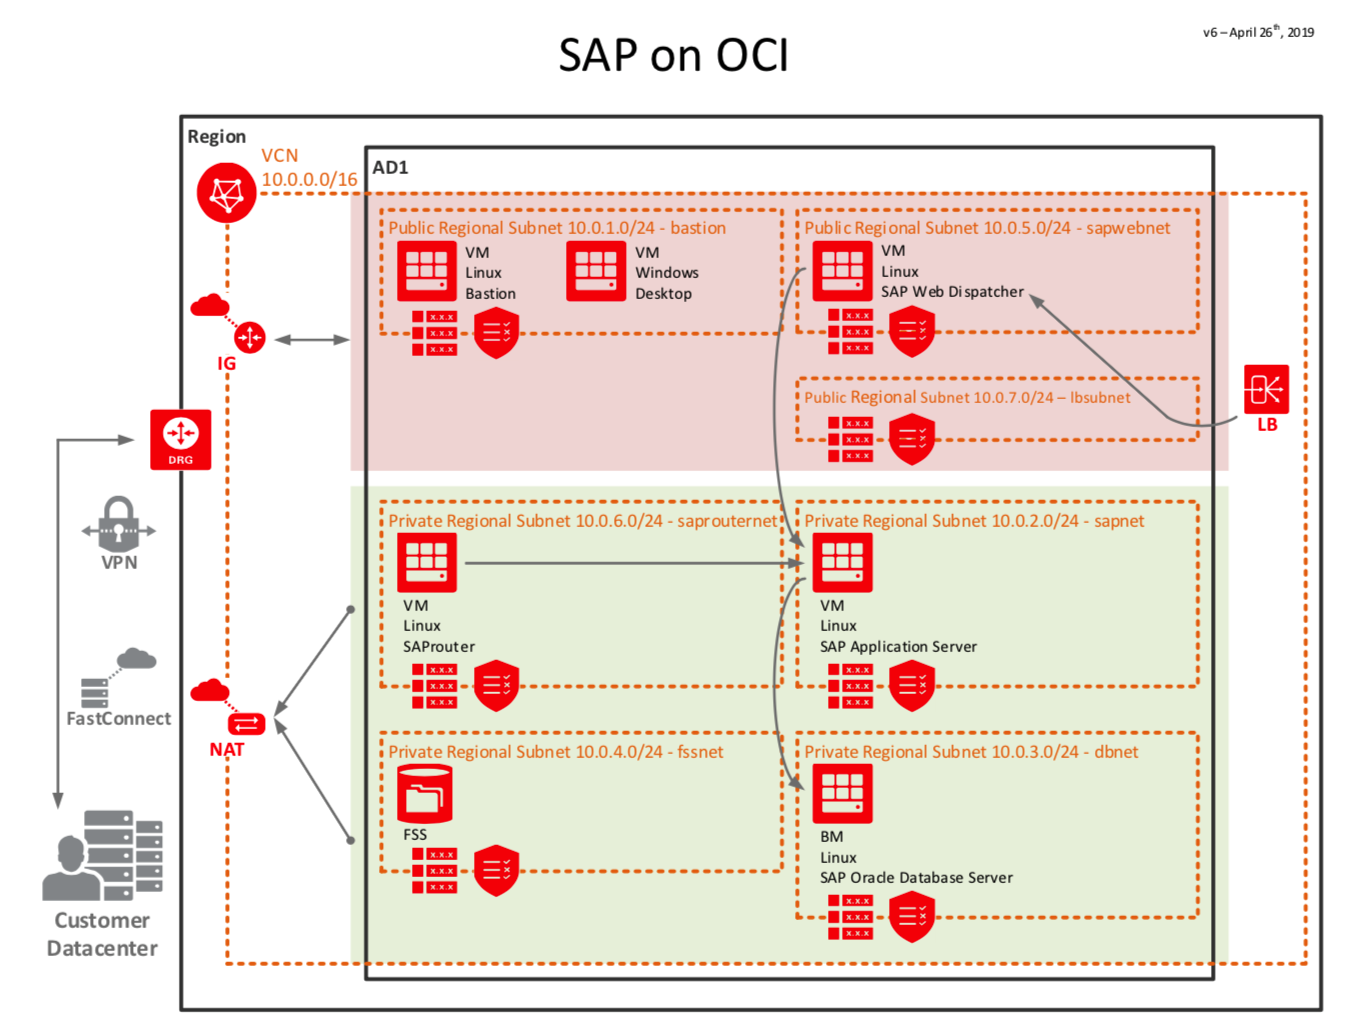 v6 – April 26th, 2019
SAP on OCI
Region
VCN
10.0.0.0/16
AD1
Public Regional Subnet 10.0.1.0/24 - bastion
VM
Linux
Bastion
VM
Windows
Desktop
x.x.x
x.x.x
x.x.x
Public Regional Subnet 10.0.5.0/24 - sapwebnet
VM
Linux
SAP Web Dispatcher
x.x.x
x.x.x
x.x.x
IG
Public Regional Subnet 10.0.7.0/24 – lbsubnet
x.x.x
x.x.x
x.x.x
LB
DRG
VPN
FastConnect
NAT
Customer
Datacenter
Private Regional Subnet 10.0.6.0/24 - saprouternet
VM
Linux
SAProuter
x.x.x
x.x.x
x.x.x
Private Regional Subnet 10.0.2.0/24 - sapnet
VM
Linux
SAP Application Server
x.x.x
x.x.x
x.x.x
Private Regional Subnet 10.0.4.0/24 - fssnet
FSS
x.x.x
x.x.x
x.x.x
Private Regional Subnet 10.0.3.0/24 - dbnet
BM
Linux
SAP Oracle Database Server
x.x.x
x.x.x
x.x.x